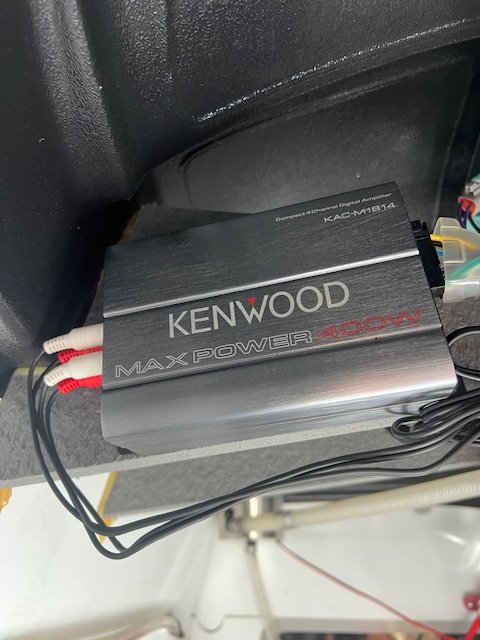 Compact 4 Channel Digital Amplifier
KAC-M1814
KENWOOD
MAX POWER 400W